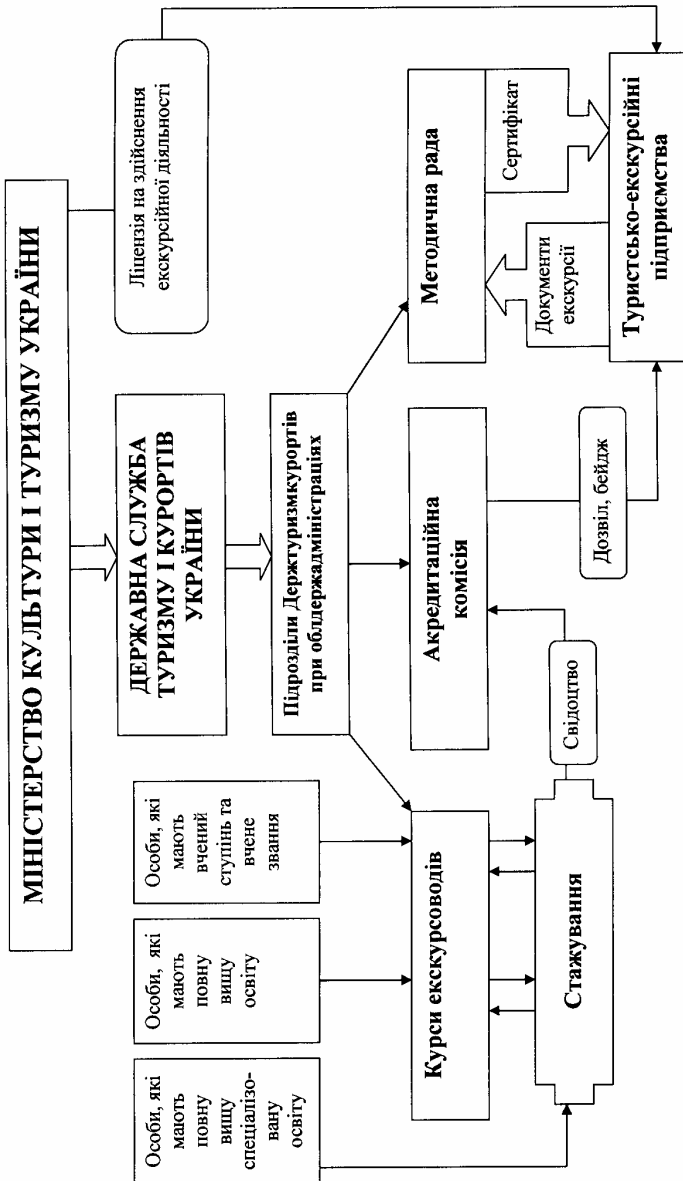 МІНІСТЕРСТВО КУЛЬТУРИ І ТУРИЗМУ УКРАЇНИ
Особи, які
мають
повну
вищу
спеціалізо-
вану
освіту
Особи, які
мають
повну
вищу
освіту
Особи, які
мають
вчений
ступінь та
вчене
звання
ДЕРЖАВНА СЛУЖБА
ТУРИЗМУ І КУРОРТІВ
УКРАЇНИ
Ліцензія на здійснення
екскурсійної діяльності
Підрозділи Держтуризмкурортів
при облдержадміністраціях
Курси екскурсоводів
Акредитаційна
комісія
Методична рада
Стажування
Свідоцтво
Дозвіл, бейдж
Документи
екскурсії
Сертифікат
Туристсько-екскурсійні
підприємства